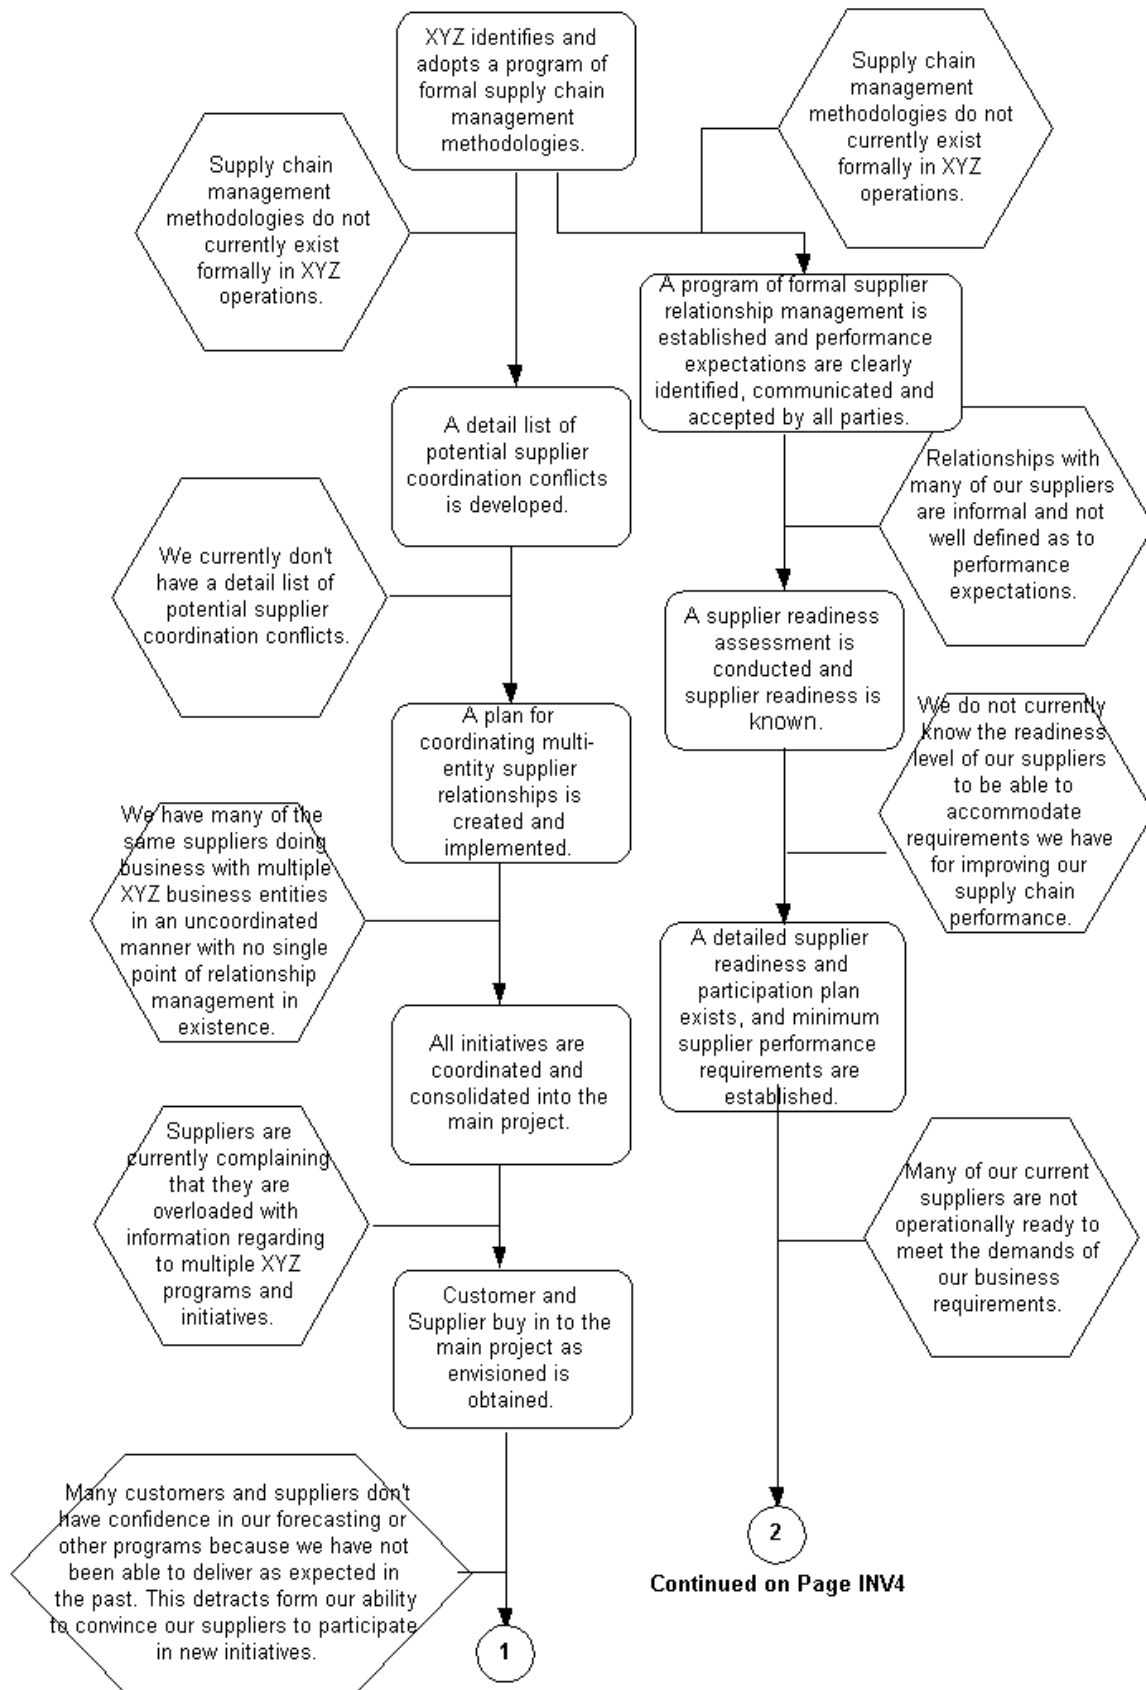 XYZ identifies and
adopts a program of
formal supply chain
management
methodologies.
Supply chain
management
methodologies do not
currently exist
formally in XYZ
operations.
Supply chain
management
methodologies do not
currently exist
formally in XYZ
operations.
A program of formal supplier
relationship management is
established and performance
expectations are clearly
identified, communicated and
accepted by all parties.
A detail list of
potential supplier
coordination conflicts
is developed.
Relationships with
many of our suppliers
are informal and not
well defined as to
performance
expectations.
We currently don't
have a detail list of
potential supplier
coordination conflicts.
A supplier readiness
assessment is
conducted and
supplier readiness is
known.
A plan for
coordinating multi-
entity supplier
relationships is
created and
implemented.
We do not currently
know the readiness
level of our suppliers
to be able to
accommodate
requirements we have
for improving our
supply chain
performance.
We have many of the
same suppliers doing
business with multiple
XYZ business entities
in an uncoordinated
manner with no single
point of relationship
management in
existence.
A detailed supplier
readiness and
participation plan
exists, and minimum
supplier performance
requirements are
established.
All initiatives are
coordinated and
consolidated into the
main project.
Suppliers are
currently complaining
that they are
overloaded with
information regarding
to multiple XYZ
programs and
initiatives.
Many of our current
suppliers are not
operationally ready to
meet the demands of
our business
requirements.
Customer and
Supplier buy in to the
main project as
envisioned is
obtained.
Many customers and suppliers don't
have confidence in our forecasting or
other programs because we have not
been able to deliver as expected in
the past. This detracts form our ability
to convince our suppliers to participate
in new initiatives.
2
Continued on Page INV4
1